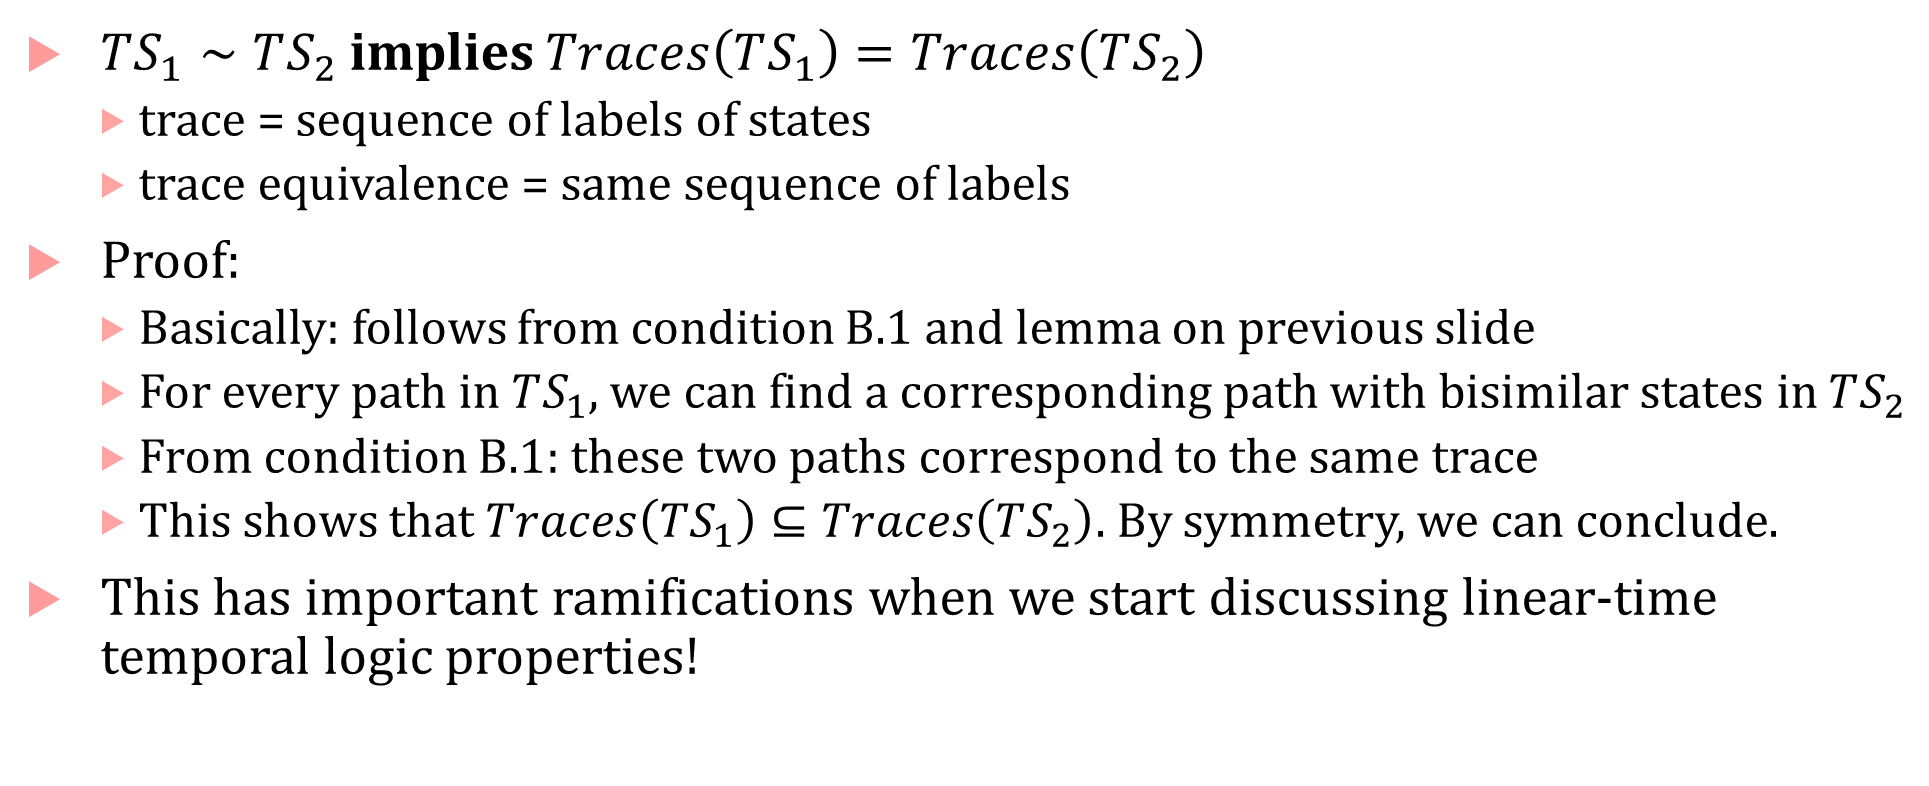 TS₁ ~ TS₂ implies Traces(TS₁) = Traces(TS₂)
trace = sequence of labels of states
trace equivalence = same sequence of labels
Proof:
Basically: follows from condition B.1 and lemma on previous slide
For every path in TS₁, we can find a corresponding path with bisimilar states in TS₂
From condition B.1: these two paths correspond to the same trace
This shows that Traces(TS₁) ⊆ Traces(TS₂). By symmetry, we can conclude.
This has important ramifications when we start discussing linear-time
temporal logic properties!